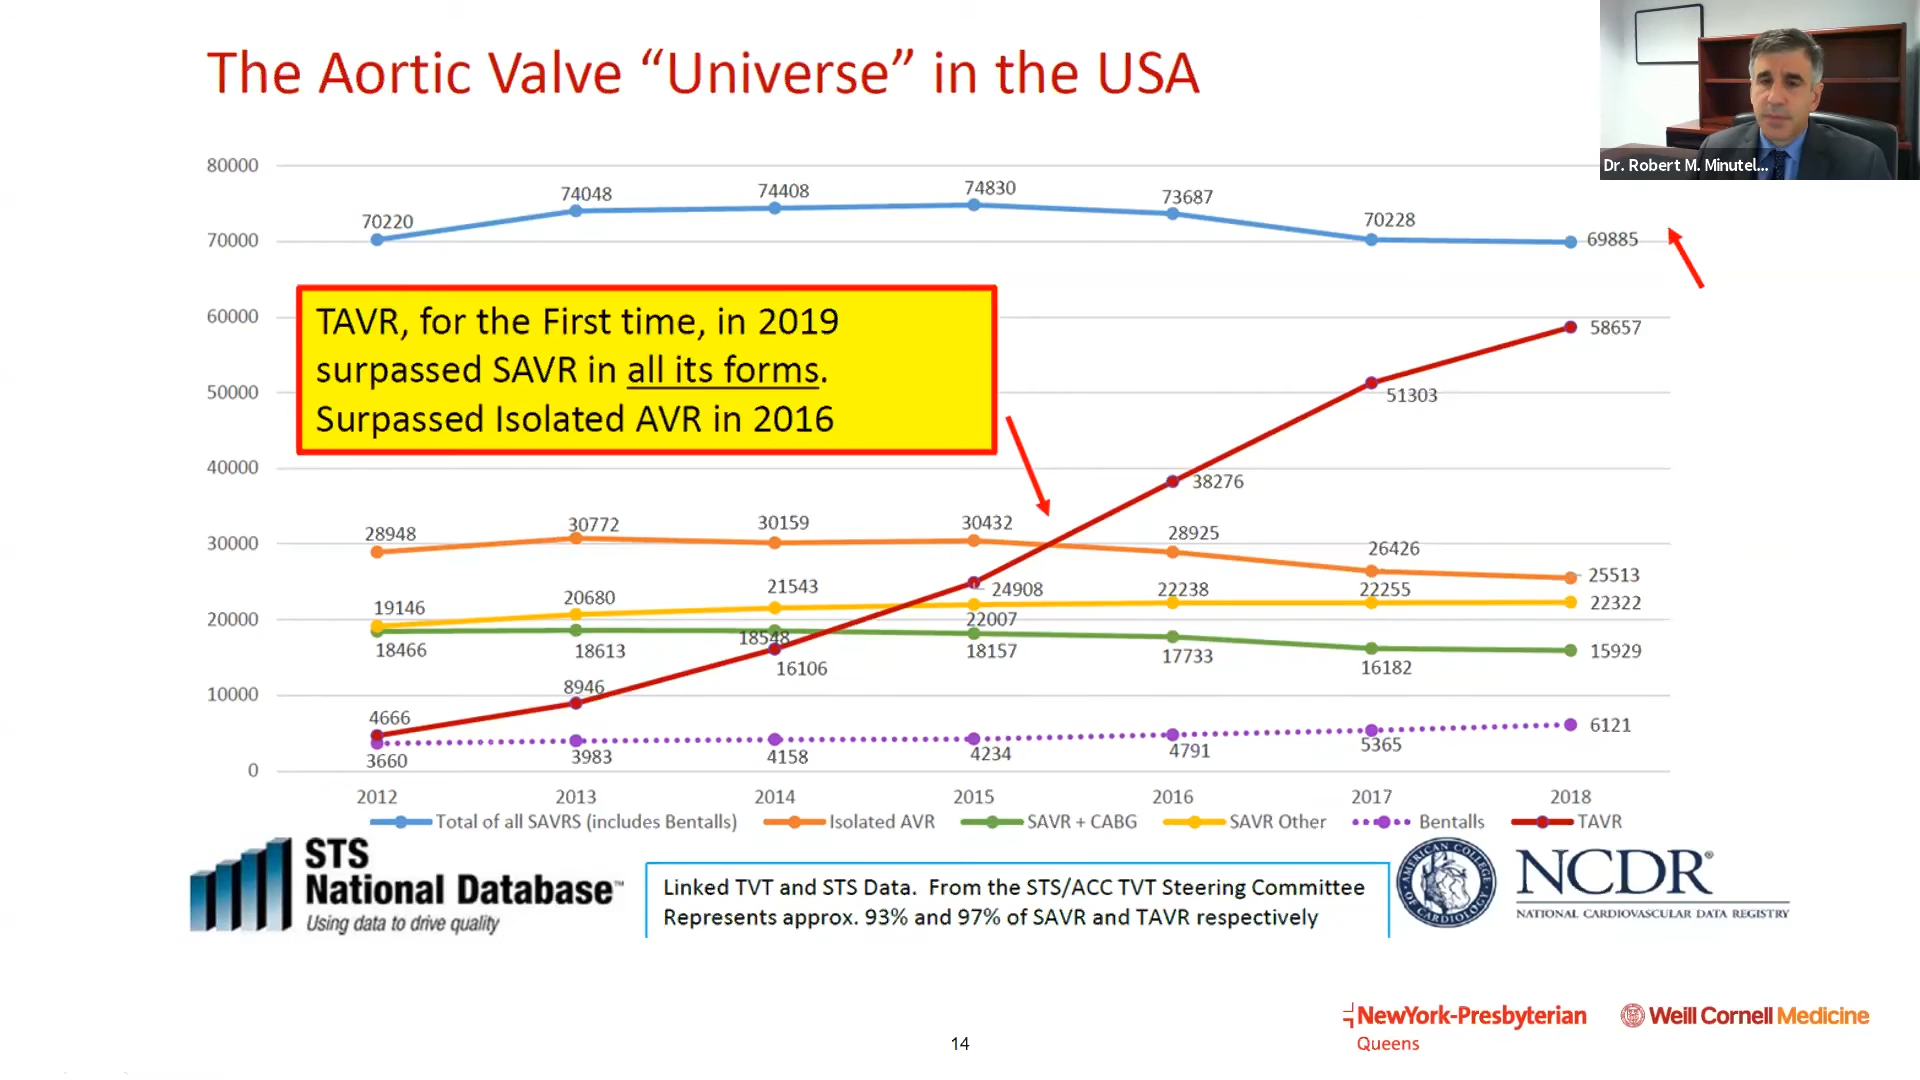 The Aortic Valve “Universe” in the USA
Dr. Robert M. Minutel...
80000
70000
60000
50000
40000
30000
20000
10000
0
70220
74048
74408
74830
73687
70228
69885
TAVR, for the First time, in 2019
surpassed SAVR in all its forms.
Surpassed Isolated AVR in 2016
58657
51303
38276
28948
30772
30159
30432
28925
26426
25513
19146
20680
21543
24908
22238
22255
22322
22007
18466
18613
18548
16106
18157
17733
16182
15929
4666
8946
3660
3983
4158
4234
4791
5365
6121
2012 2013 2014 2015 2016 2017 2018
Total of all SAVRS (includes Bentalls) Isolated AVR SAVR + CABG SAVR Other Bentalls TAVR
STS
National Database™
Using data to drive quality
Linked TVT and STS Data. From the STS/ACC TVT Steering Committee
Represents approx. 93% and 97% of SAVR and TAVR respectively
AMERICAN COLLEGE OF CARDIOLOGY
NCDR®
NATIONAL CARDIOVASCULAR DATA REGISTRY
NewYork-Presbyterian
Queens
Weill Cornell Medicine
14